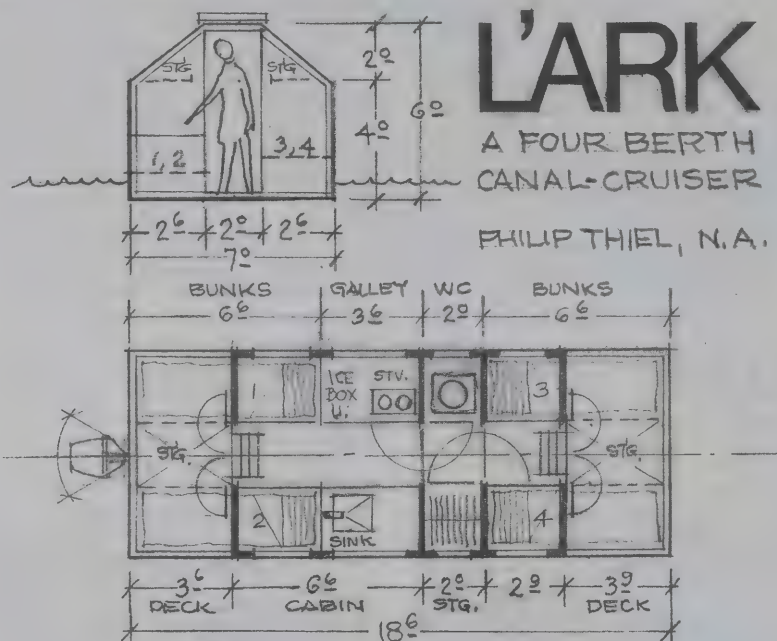 L'ARK
A FOUR BERTH
CANAL-CRUISER
PHILIP THIEL, N.A.
STG
STG
1, 2
3, 4
2⁰
4⁰
6⁰
2⁶ 2⁰ 2⁶
7⁰
BUNKS GALLEY WC BUNKS
6⁶ 3⁶ 2⁰ 6⁶
1
ICE
BOX
U.
STV.
3
STG.
STG.
2
SINK
4
3⁶ 6⁶ 2⁰ 2⁹ 3⁹
DECK CABIN STG. DECK
18⁶